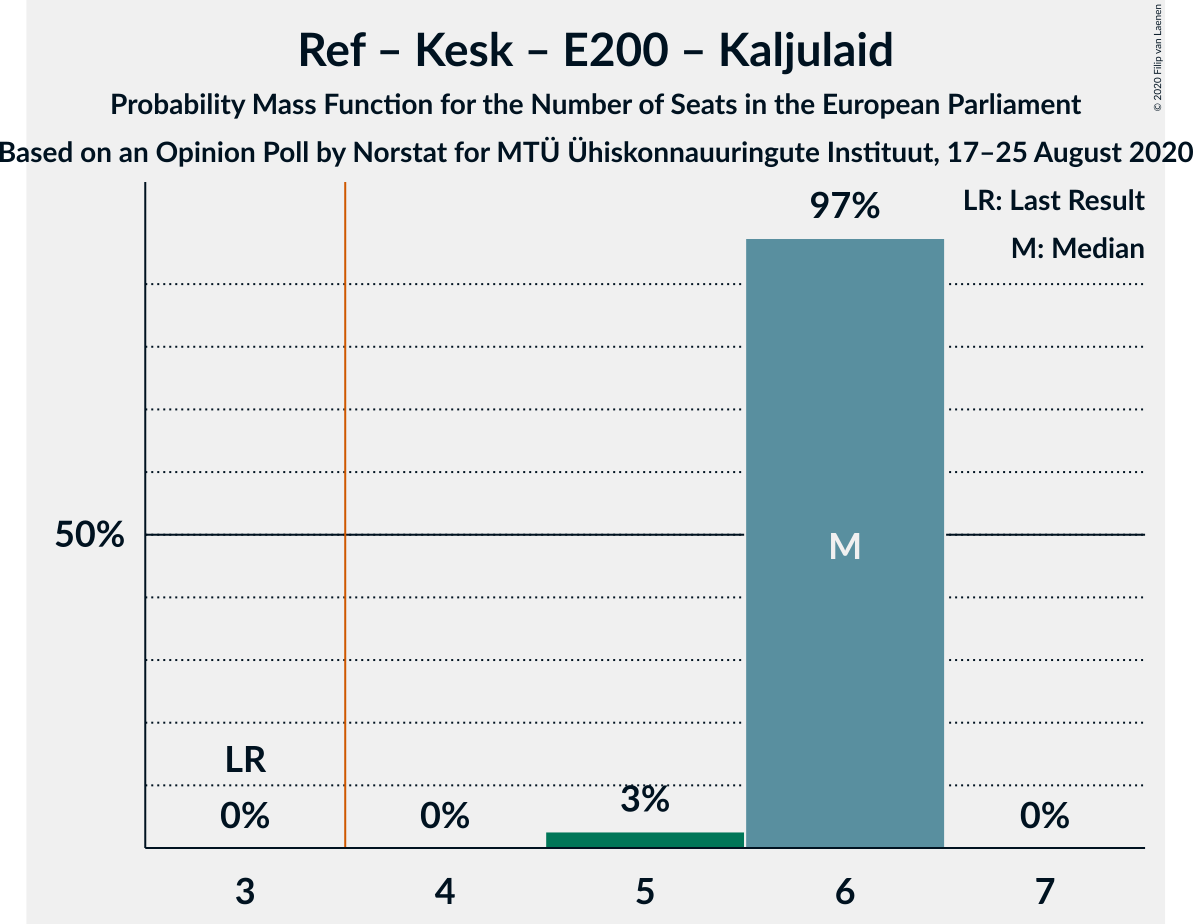 Ref – Kesk – E200 – Kaljulaid
Probability Mass Function for the Number of Seats in the European Parliament
Based on an Opinion Poll by Norstat for MTÜ Ühiskonnauuringute Instituut, 17–25 August 2020
© 2020 Filip van Laenen
LR: Last Result
M: Median
97%
50%
M
LR
0%
0%
3%
0%
3
4
5
6
7